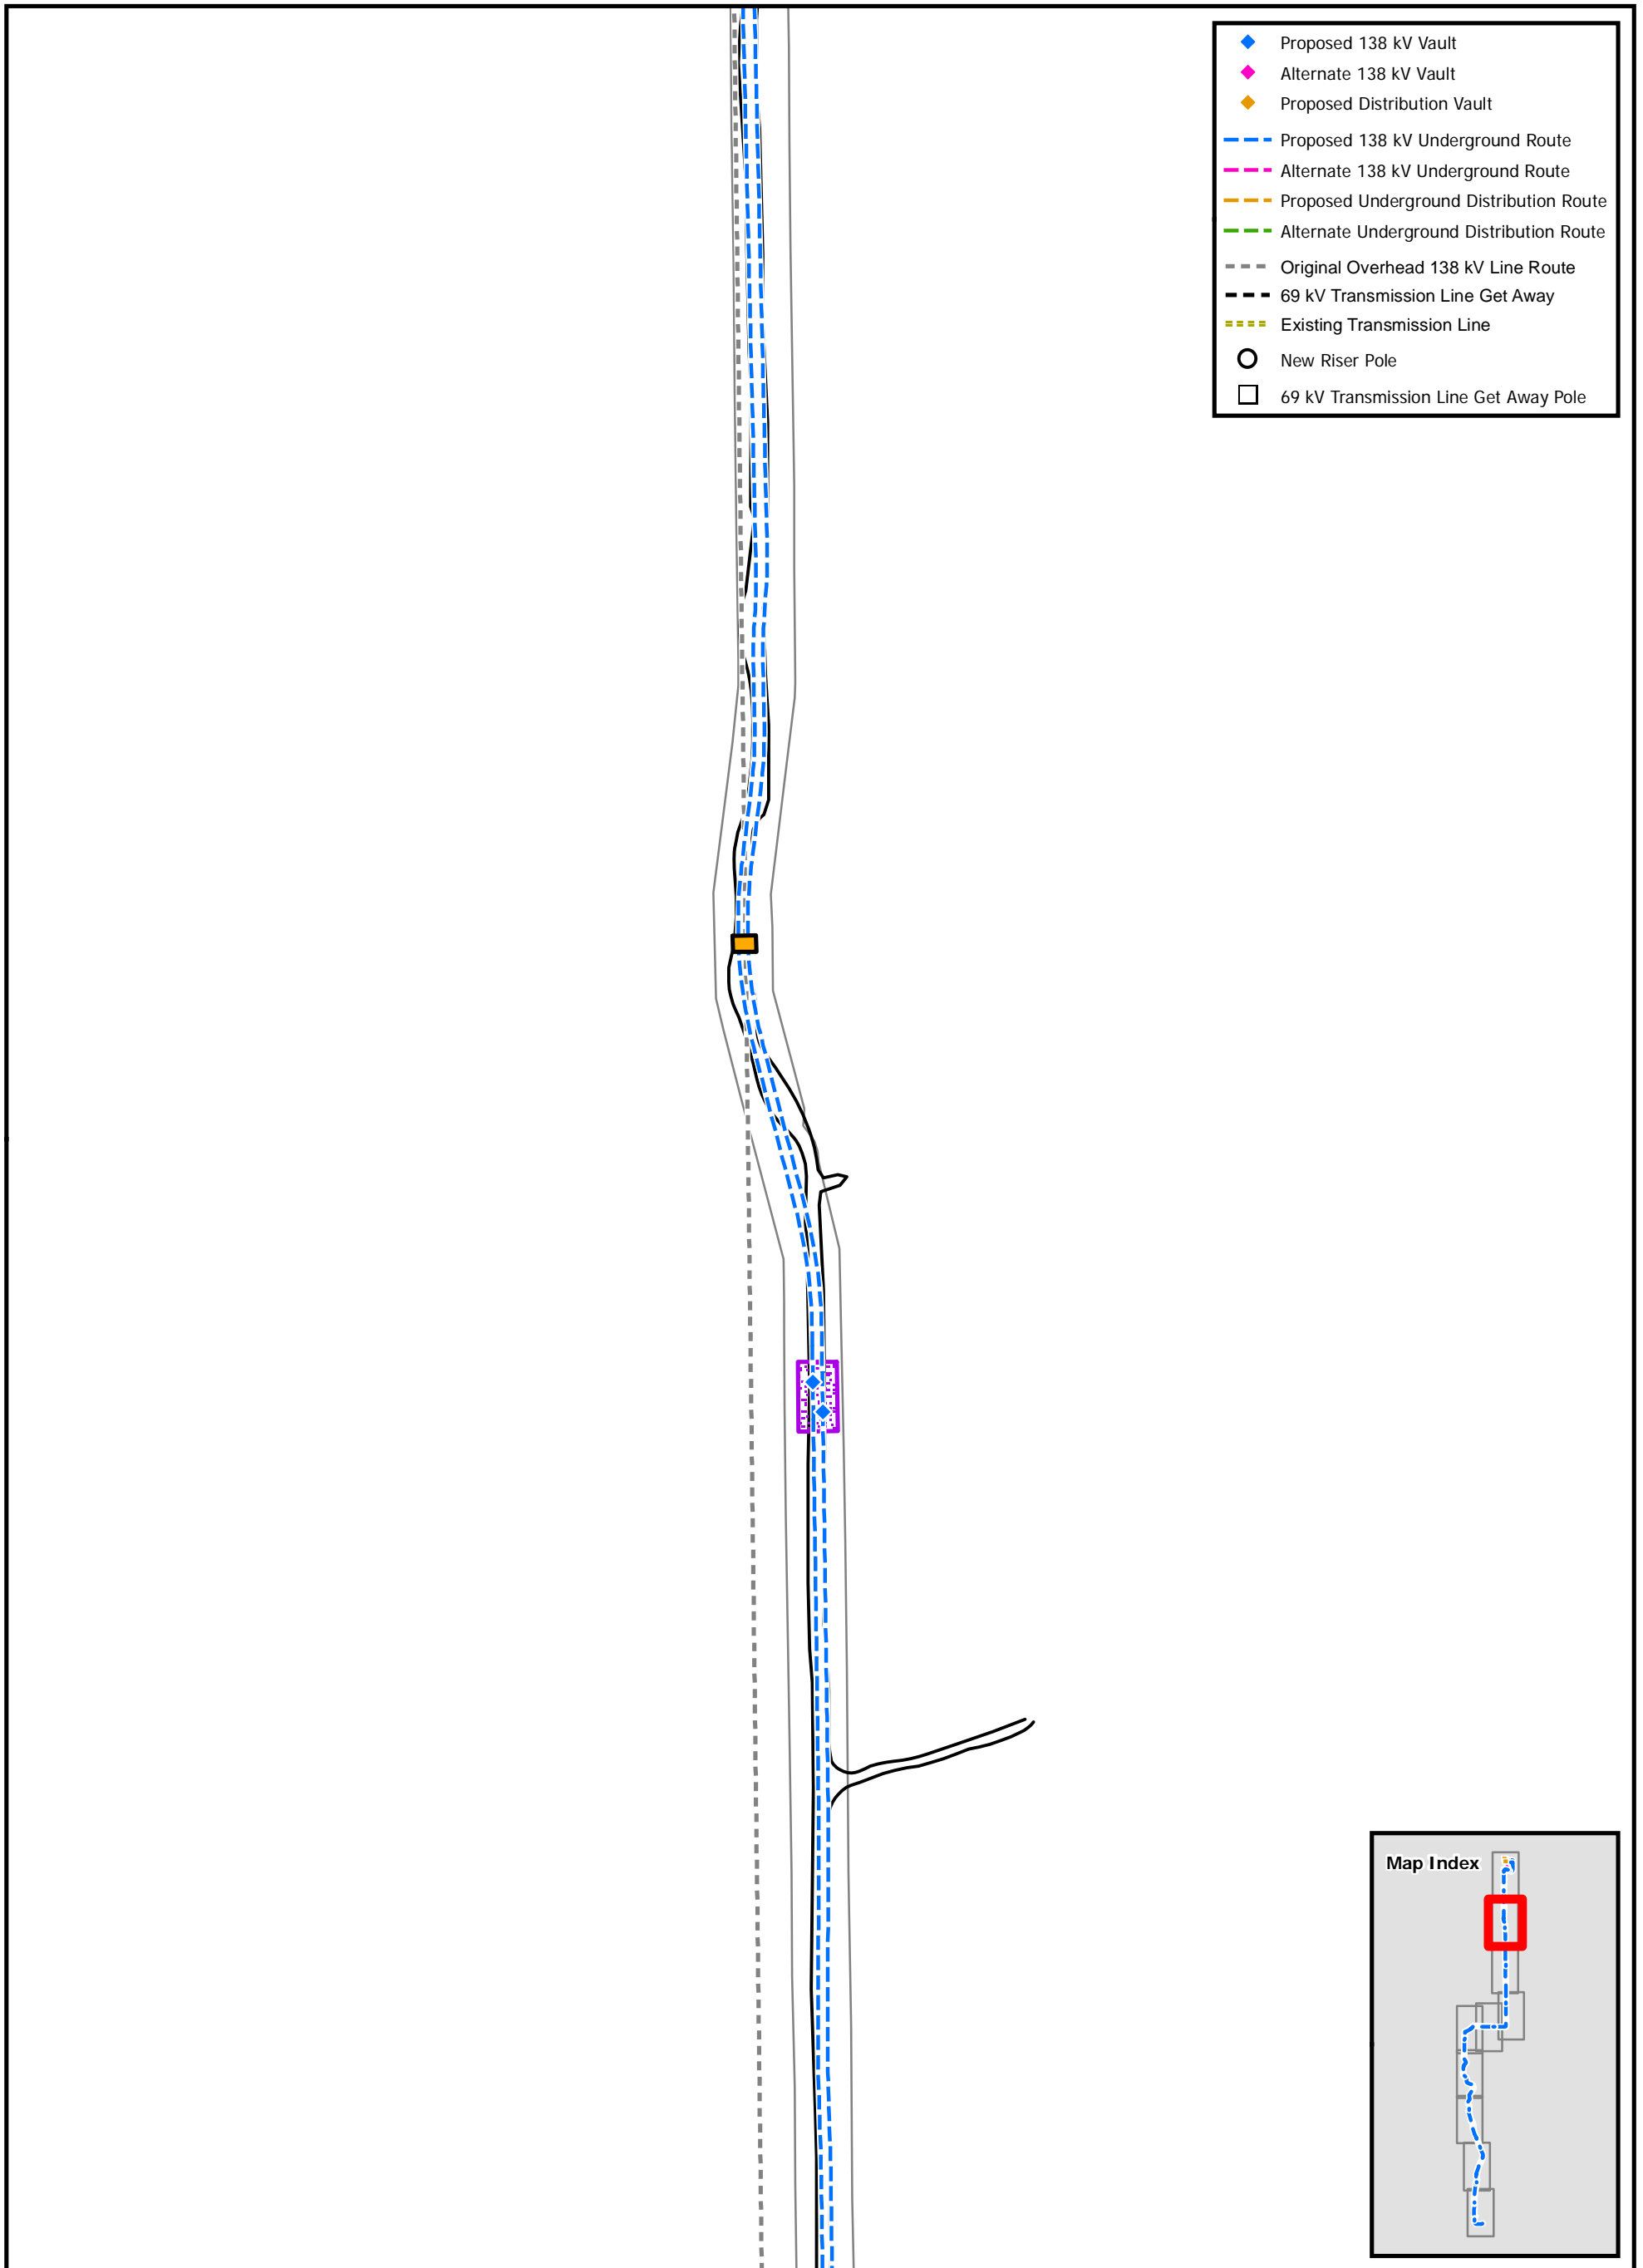 Proposed 138 kV Vault
Alternate 138 kV Vault
Proposed Distribution Vault
Proposed 138 kV Underground Route
Alternate 138 kV Underground Route
Proposed Underground Distribution Route
Alternate Underground Distribution Route
Original Overhead 138 kV Line Route
69 kV Transmission Line Get Away
Existing Transmission Line
New Riser Pole
69 kV Transmission Line Get Away Pole
Map Index